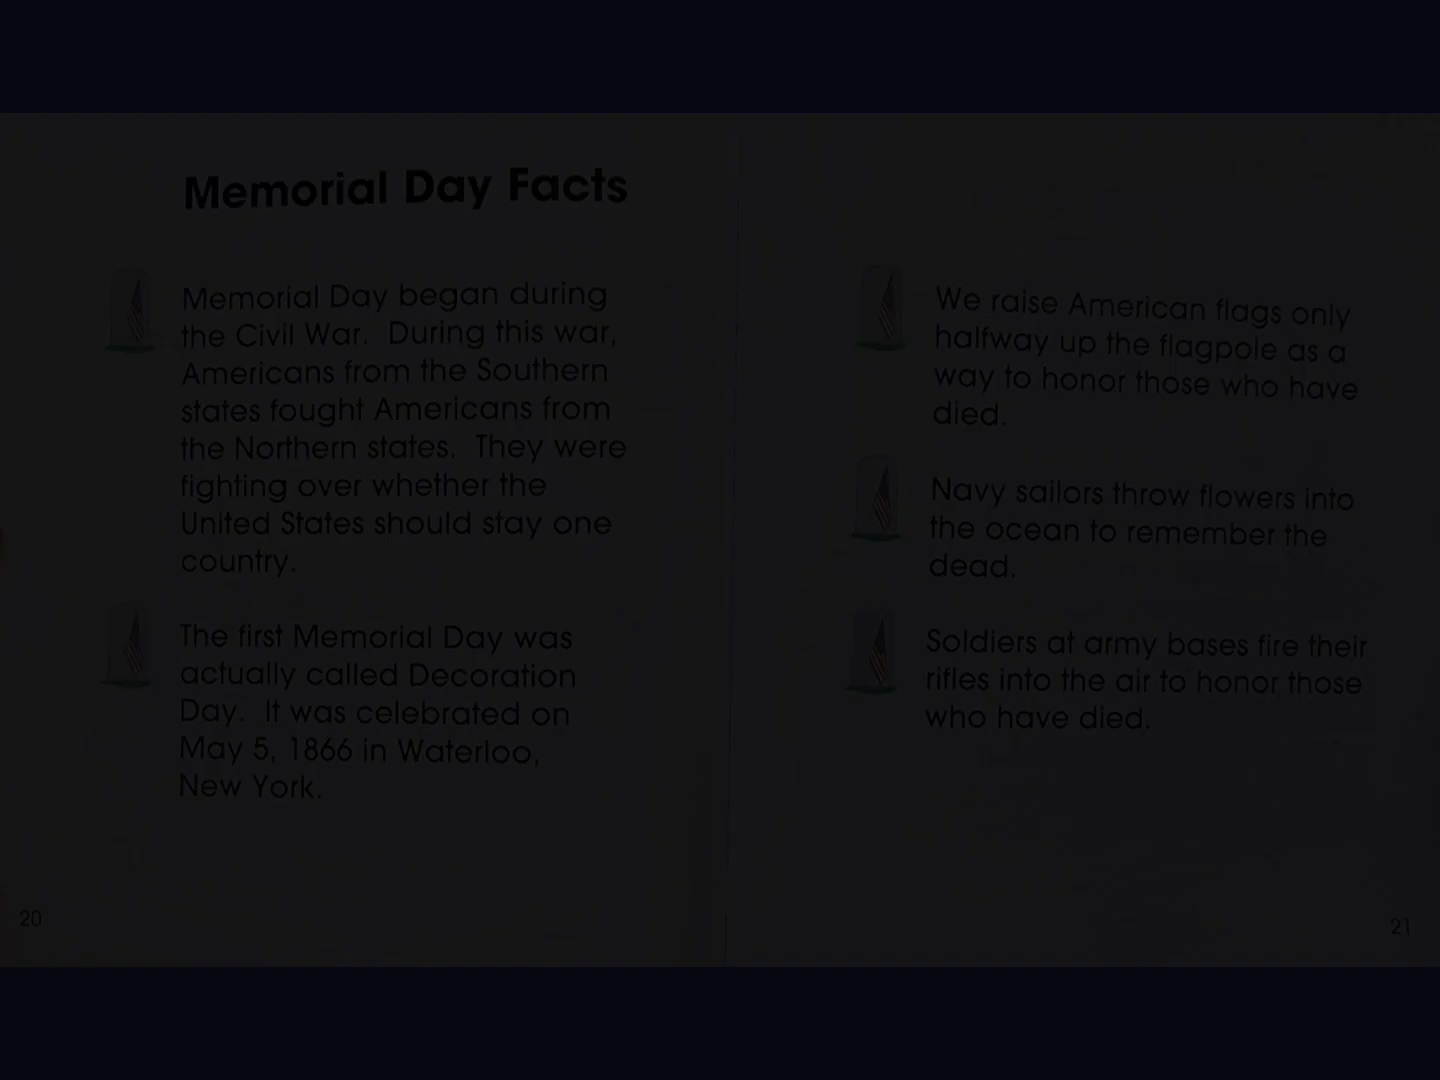 Memorial Day Facts
Memorial Day began during
the Civil War. During this war,
Americans from the Southern
states fought Americans from
the Northern states. They were
fighting over whether the
United States should stay one
country.
The first Memorial Day was
actually called Decoration
Day. It was celebrated on
May 5, 1866 in Waterloo,
New York.
20
We raise American flags only
halfway up the flagpole as a
way to honor those who have
died.
Navy sailors throw flowers into
the ocean to remember the
dead.
Soldiers at army bases fire their
rifles into the air to honor those
who have died.
21